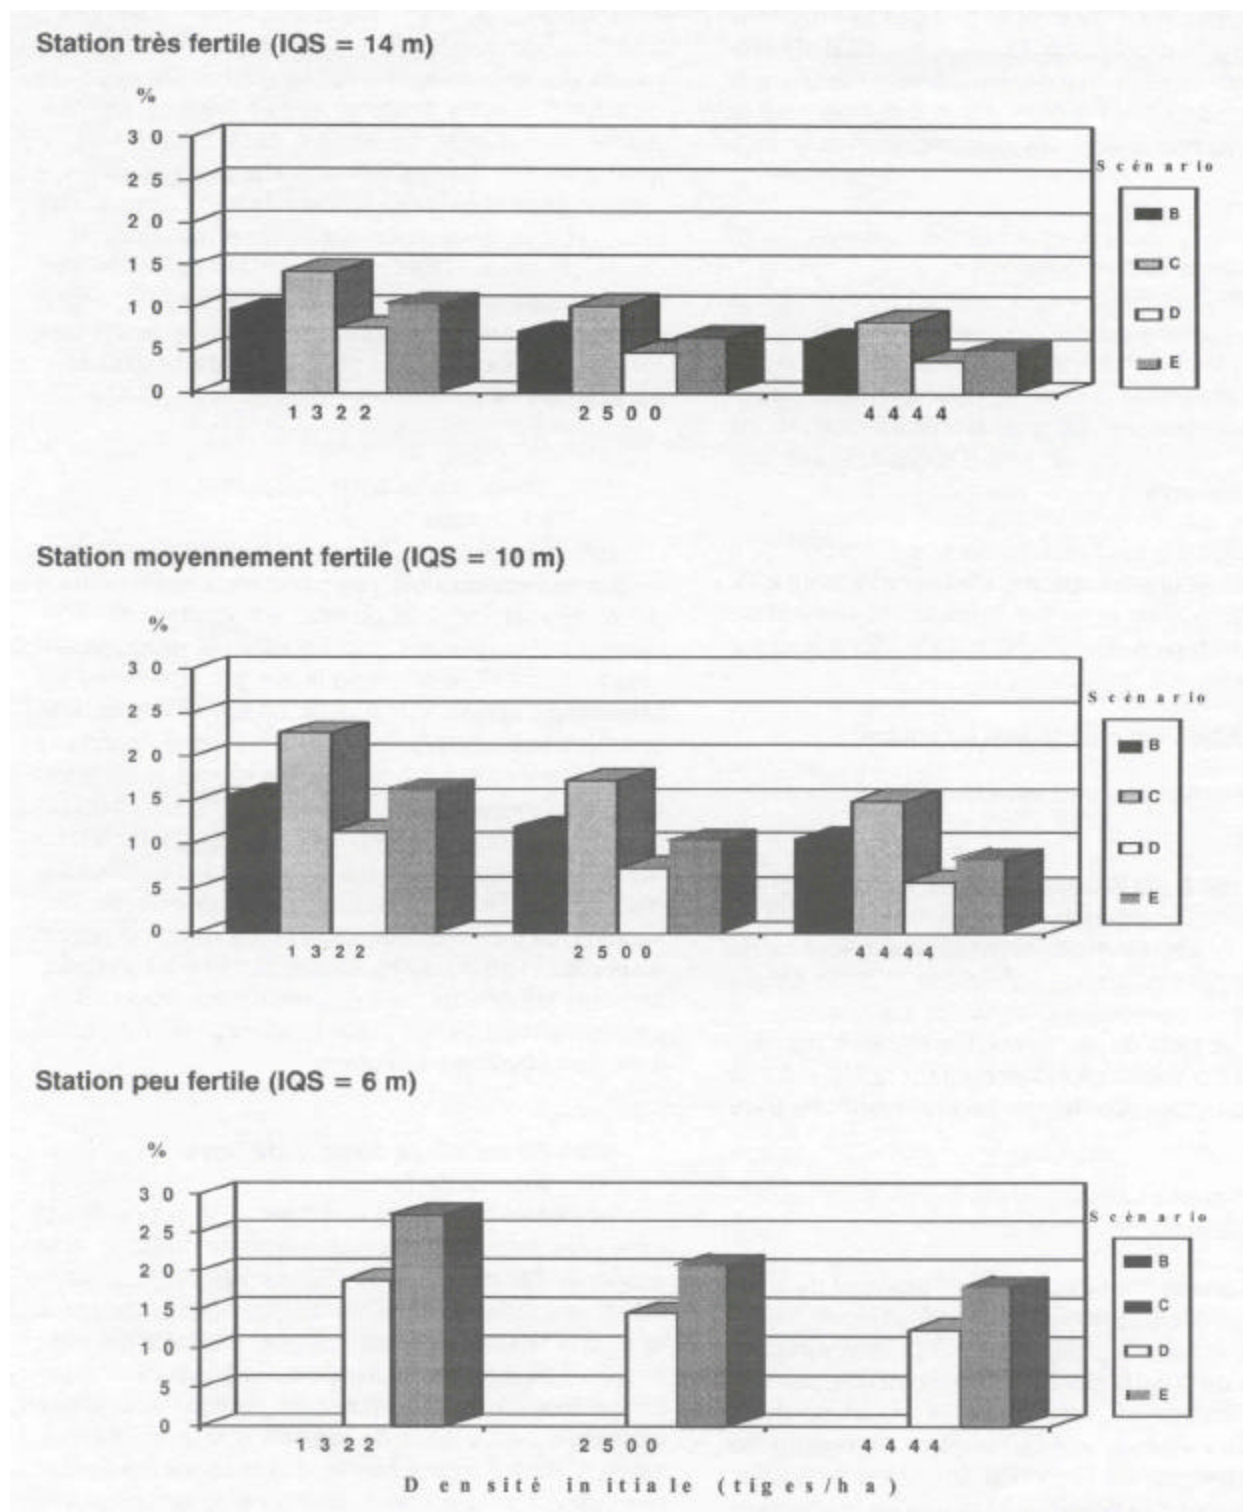 Station très fertile (IQS = 14 m)
%
30
25
20
15
10
5
0
1322 2500 4444
Scénario
B
C
D
E
Station moyennement fertile (IQS = 10 m)
%
30
25
20
15
10
5
0
1322 2500 4444
Scénario
B
C
D
E
Station peu fertile (IQS = 6 m)
%
30
25
20
15
10
5
0
1322 2500 4444
Scénario
B
C
D
E
Densité initiale (tiges/ha)